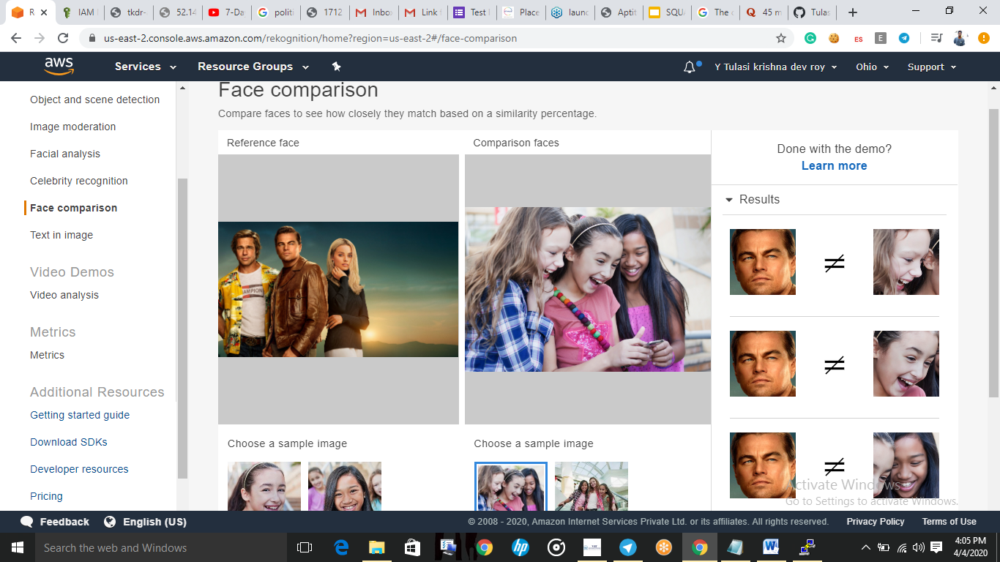 R
IAM
tkdr-
52.14
7-Da
politi
1712
Inbo
Link
Test
Place
launc
Aptit
SQU
The
45 m
Tulas
us-east-2.console.aws.amazon.com/rekognition/home?region=us-east-2#/face-comparison
ES
E
aws
Services
Resource Groups
Y Tulasi krishna dev roy
Ohio
Support
Object and scene detection
Image moderation
Facial analysis
Celebrity recognition
Face comparison
Text in image
Video Demos
Video analysis
Metrics
Metrics
Additional Resources
Getting started guide
Download SDKs
Developer resources
Pricing
Face comparison
Compare faces to see how closely they match based on a similarity percentage.
Reference face
Comparison faces
CHAMPION
Choose a sample image
Choose a sample image
Done with the demo?
Learn more
Results
≠
≠
≠
Activate Windows
Go to Settings to activate Windows.
Feedback
English (US)
© 2008 - 2020, Amazon Internet Services Private Ltd. or its affiliates. All rights reserved.
Privacy Policy
Terms of Use
Search the web and Windows
hp
4:05 PM
4/4/2020